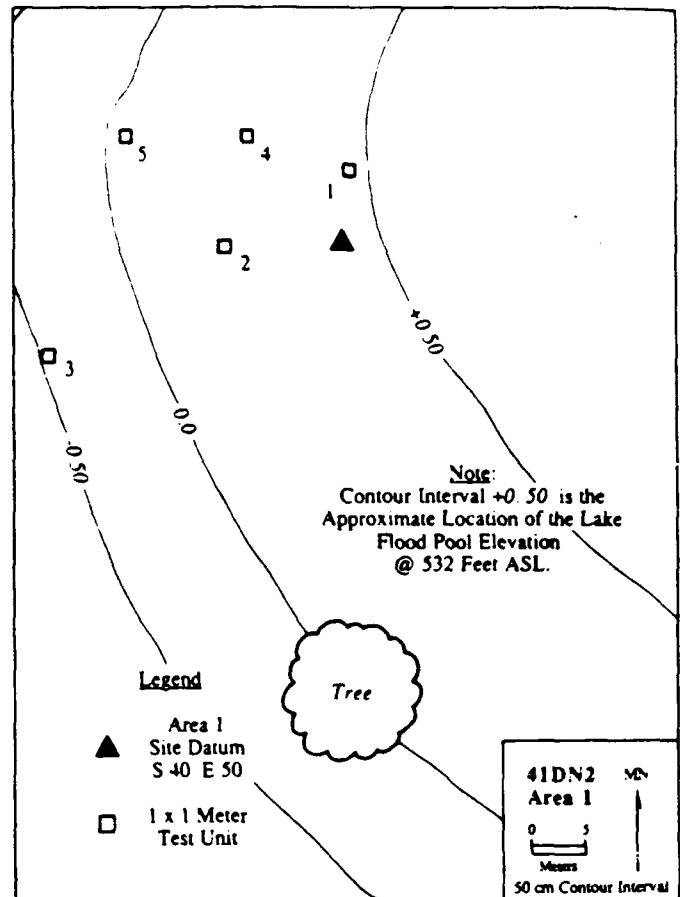 5
4
1
2
3
+0.50
0.0
-0.50
Note:
Contour Interval +0.50 is the
Approximate Location of the Lake
Flood Pool Elevation
@ 532 Feet ASL.
Tree
Legend
Area 1
Site Datum
S 40 E 50
1 x 1 Meter
Test Unit
41DN2 MN
Area 1
0 5
Meters
50 cm Contour Interval